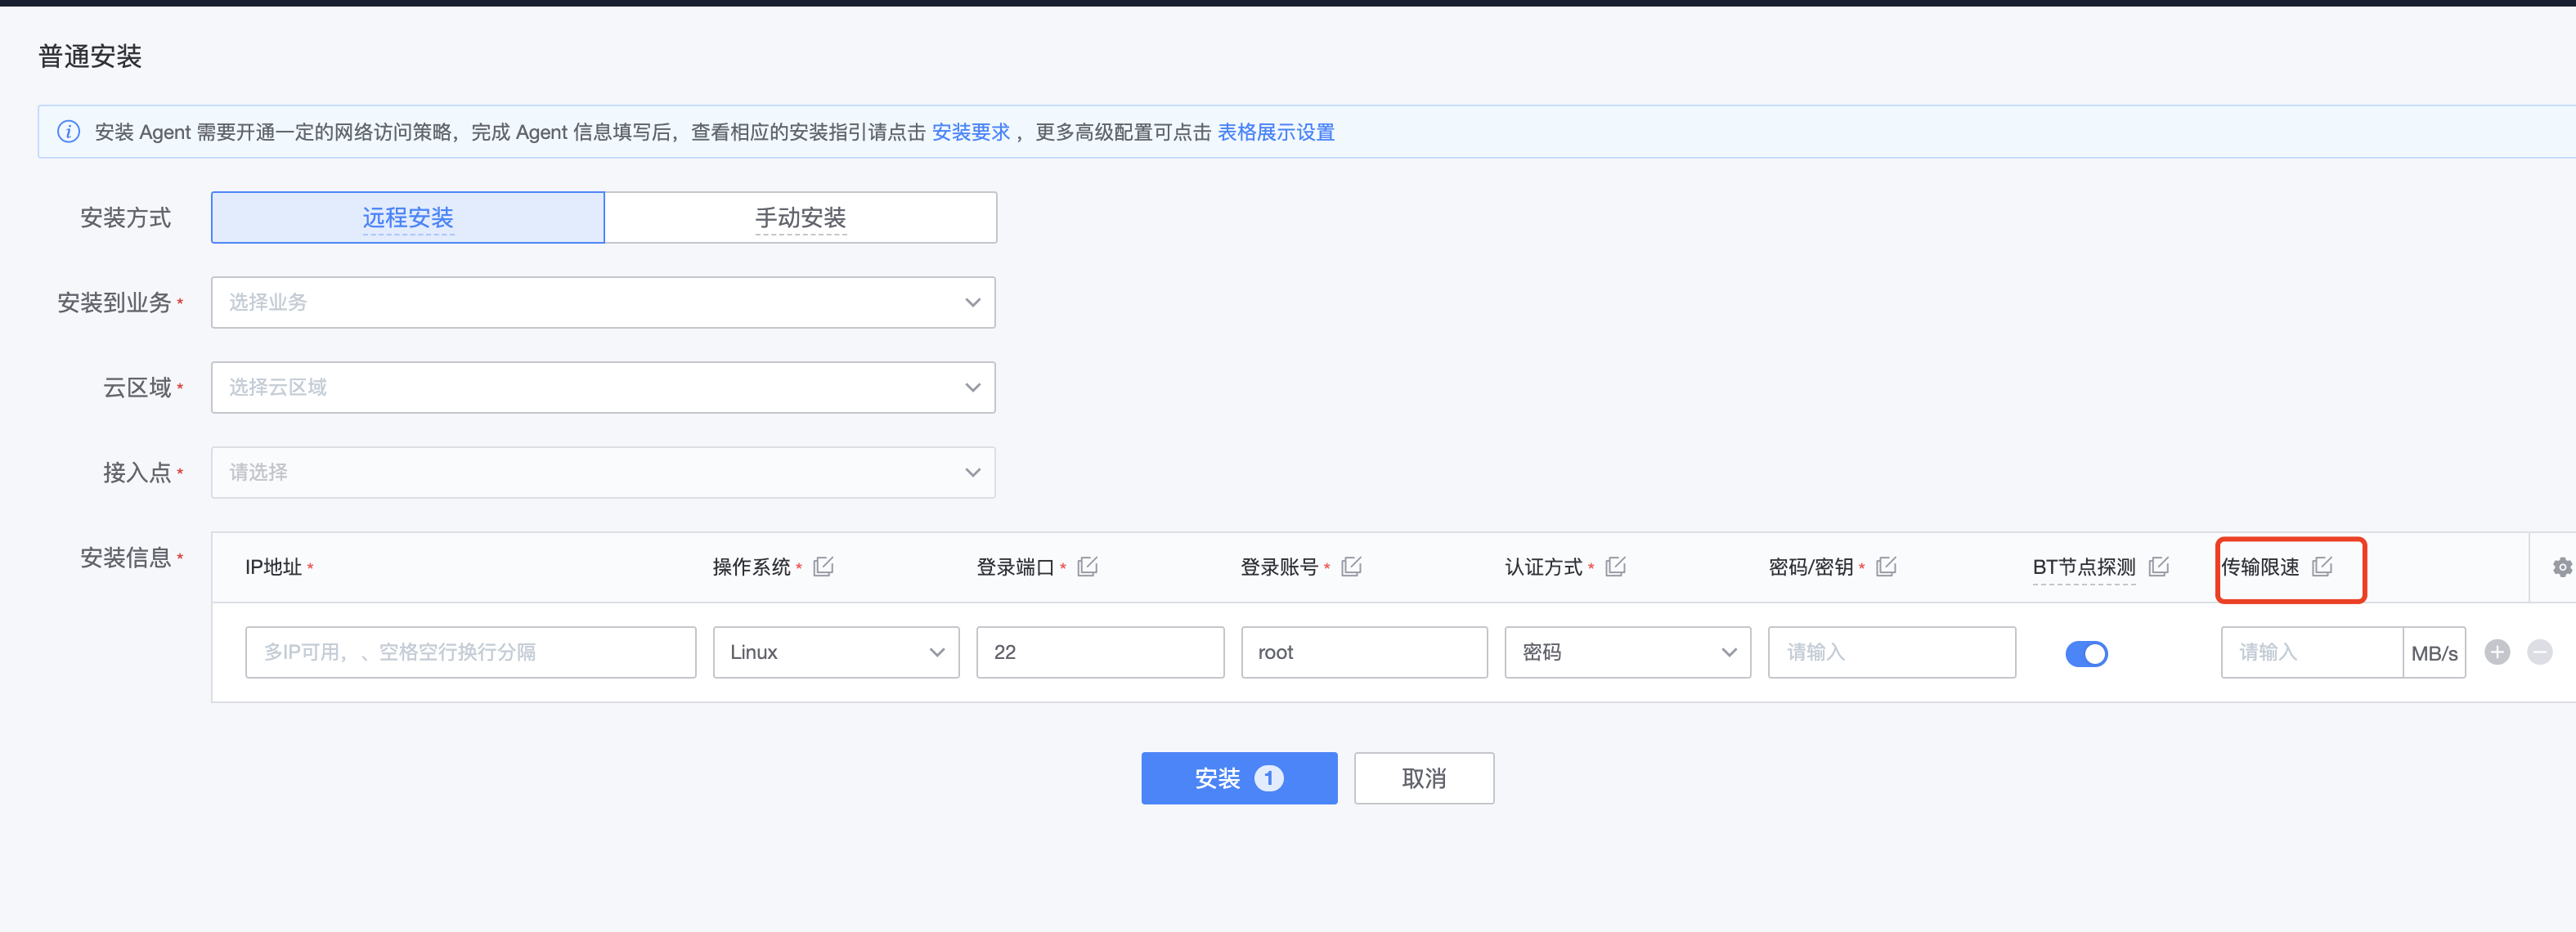 普通安装
安装 Agent 需要开通一定的网络访问策略，完成 Agent 信息填写后，查看相应的安装指引请点击 安装要求 ，更多高级配置可点击 表格展示设置
安装方式 远程安装 手动安装
安装到业务 * 选择业务
云区域 * 选择云区域
接入点 * 请选择
安装信息 * IP地址 * 操作系统 * 登录端口 * 登录账号 * 认证方式 * 密码/密钥 * BT节点探测 传输限速
多IP可用，、空格空行换行分隔 Linux 22 root 密码 请输入 请输入 MB/s
安装 1 取消